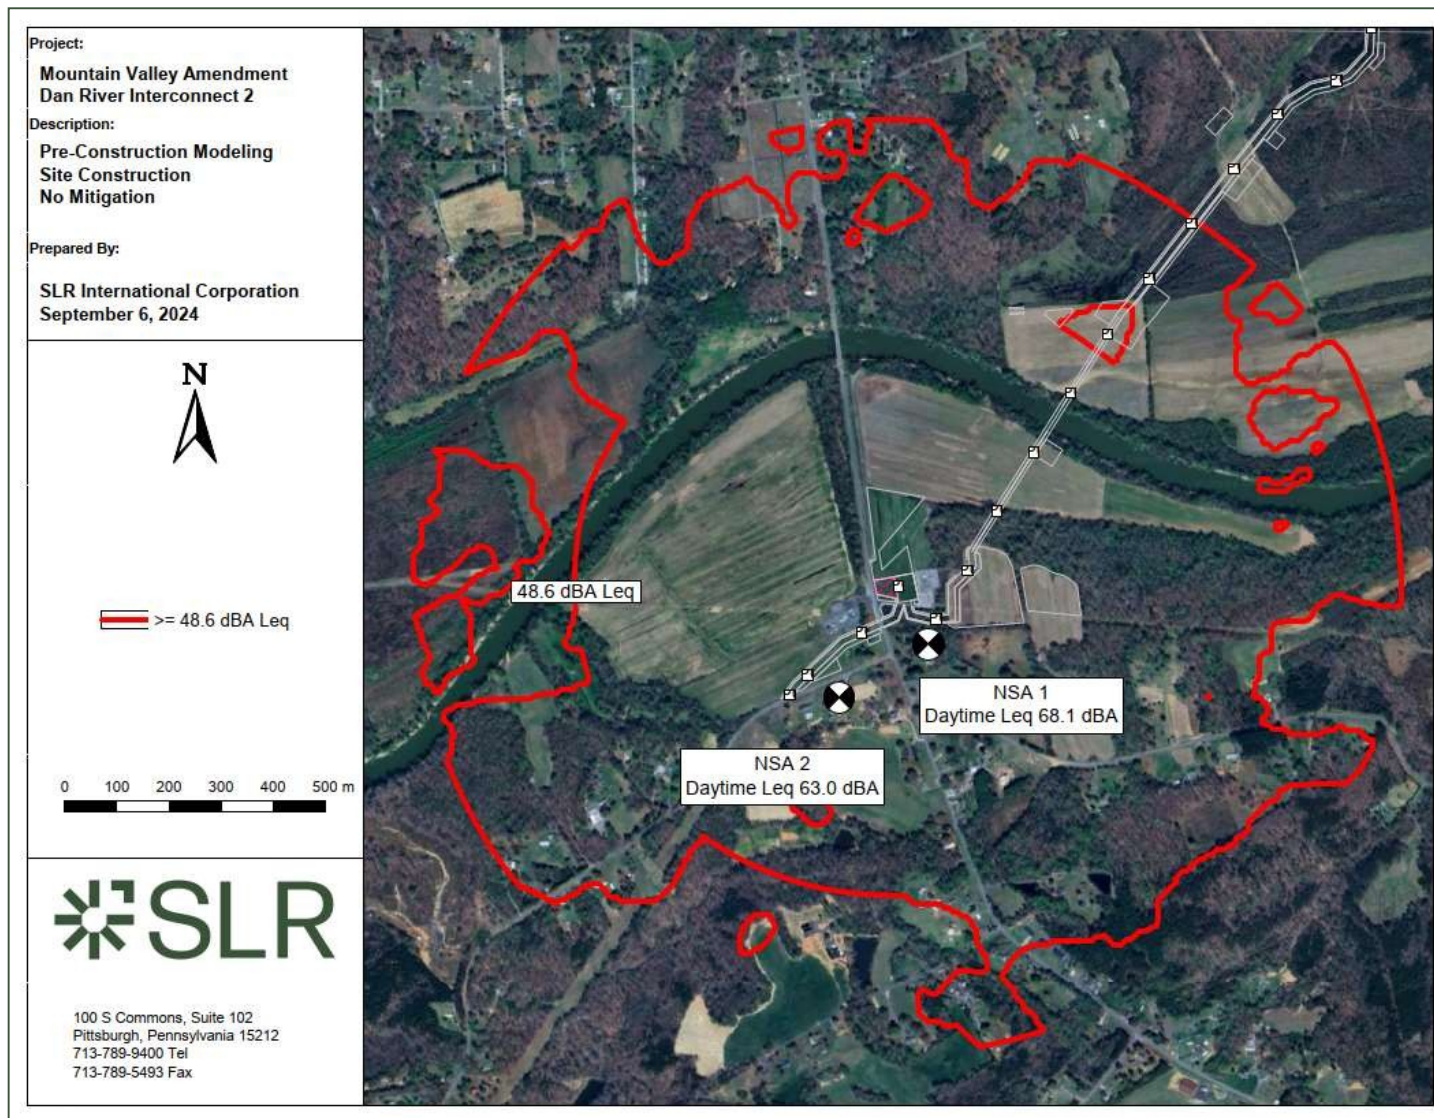 Project:
Mountain Valley Amendment
Dan River Interconnect 2
Description:
Pre-Construction Modeling
Site Construction
No Mitigation
Prepared By:
SLR International Corporation
September 6, 2024
N
>= 48.6 dBA Leq
0 100 200 300 400 500 m
SLR
100 S Commons, Suite 102
Pittsburgh, Pennsylvania 15212
713-789-9400 Tel
713-789-5493 Fax
48.6 dBA Leq
NSA 1
Daytime Leq 68.1 dBA
NSA 2
Daytime Leq 63.0 dBA